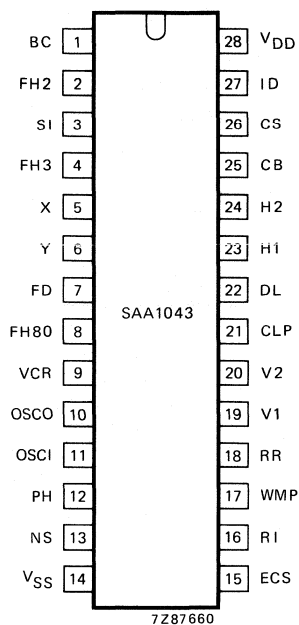 BC 1 28 VDD
FH2 2 27 ID
SI 3 26 CS
FH3 4 25 CB
X 5 24 H2
Y 6 23 H1
FD 7 22 DL
SAA1043
FH80 8 21 CLP
VCR 9 20 V2
OSCO 10 19 V1
OSCI 11 18 RR
PH 12 17 WMP
NS 13 16 RI
VSS 14 15 ECS
7Z87660